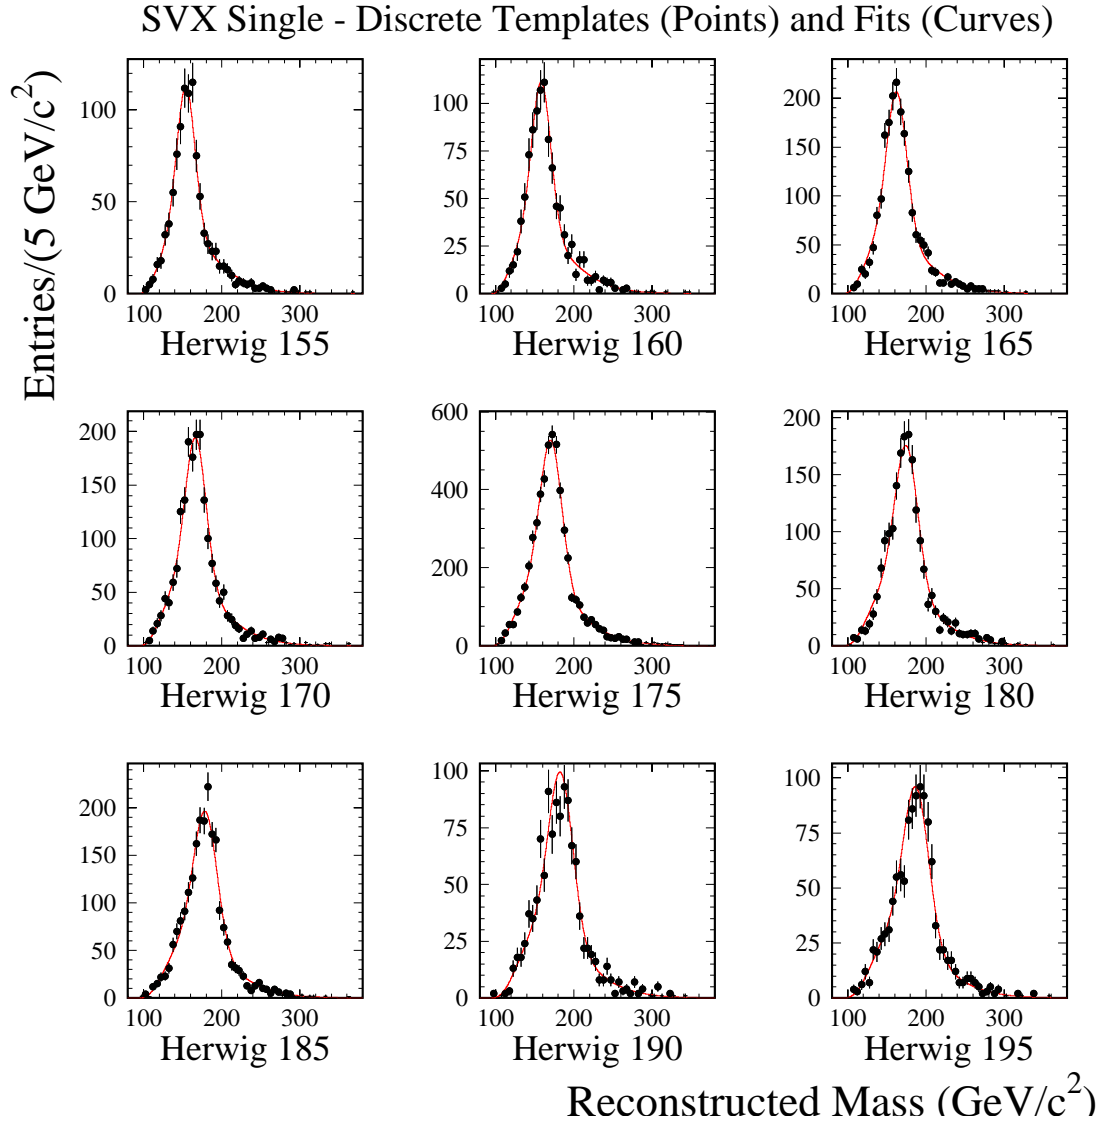 SVX Single - Discrete Templates (Points) and Fits (Curves)
Entries/(5 GeV/c²)
0 50 100
100 200 300
Herwig 155
0 25 50 75 100
100 200 300
Herwig 160
0 50 100 150 200
100 200 300
Herwig 165
0 50 100 150 200
100 200 300
Herwig 170
0 200 400 600
100 200 300
Herwig 175
0 50 100 150 200
100 200 300
Herwig 180
0 50 100 150 200
100 200 300
Herwig 185
0 25 50 75 100
100 200 300
Herwig 190
0 25 50 75 100
100 200 300
Herwig 195
Reconstructed Mass (GeV/c²)